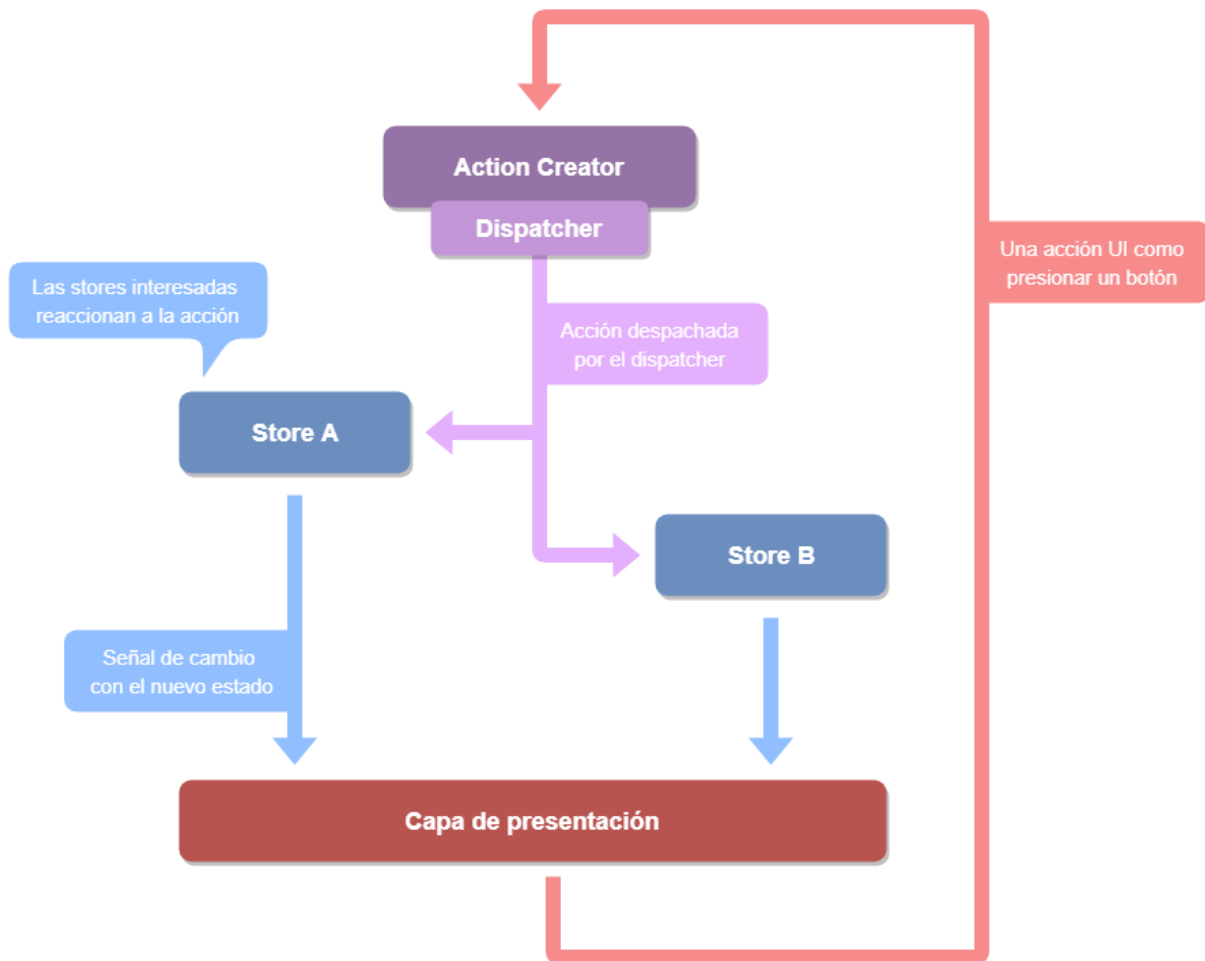 Action Creator
Dispatcher
Una acción UI como
presionar un botón
Las stores interesadas
reaccionan a la acción
Acción despachada
por el dispatcher
Store A
Store B
Señal de cambio
con el nuevo estado
Capa de presentación